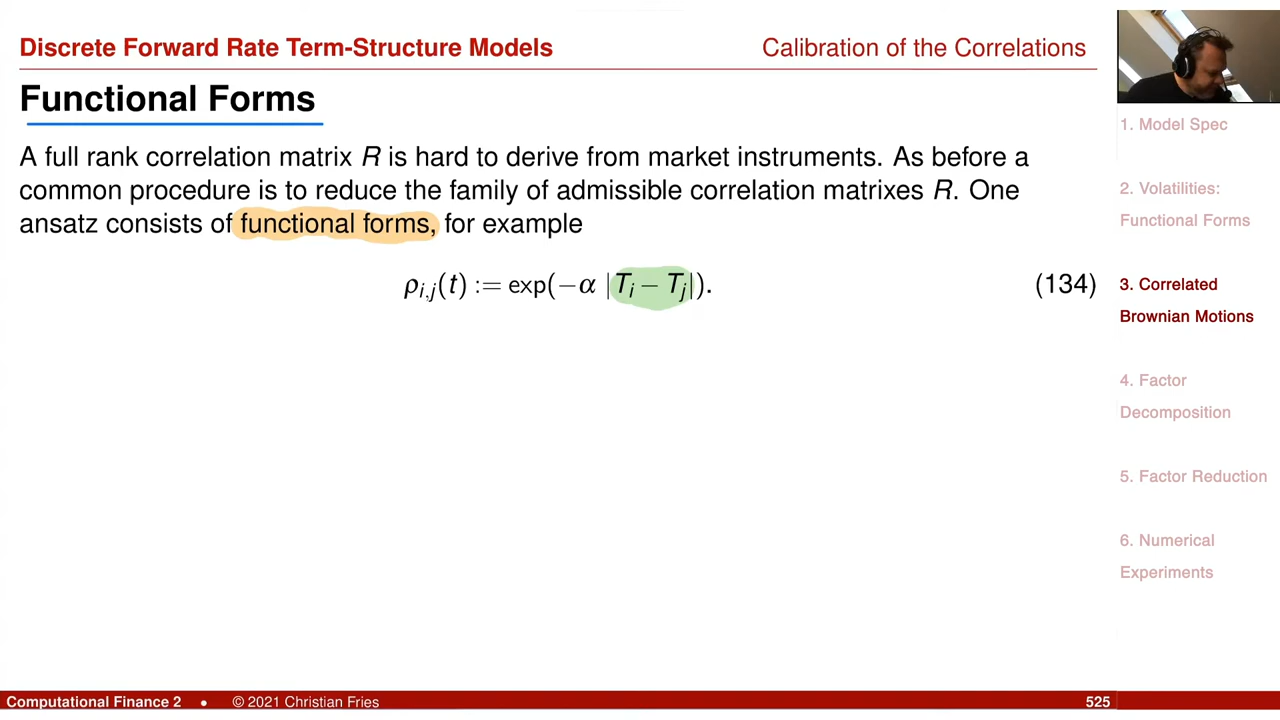 Discrete Forward Rate Term-Structure Models
Calibration of the Correlations
Functional Forms
A full rank correlation matrix R is hard to derive from market instruments. As before a
common procedure is to reduce the family of admissible correlation matrixes R. One
ansatz consists of functional forms, for example
ρi,j(t) := exp(−α |Ti − Tj|).
(134)
1. Model Spec
2. Volatilities:
Functional Forms
3. Correlated
Brownian Motions
4. Factor
Decomposition
5. Factor Reduction
6. Numerical
Experiments
Computational Finance 2 • © 2021 Christian Fries
525